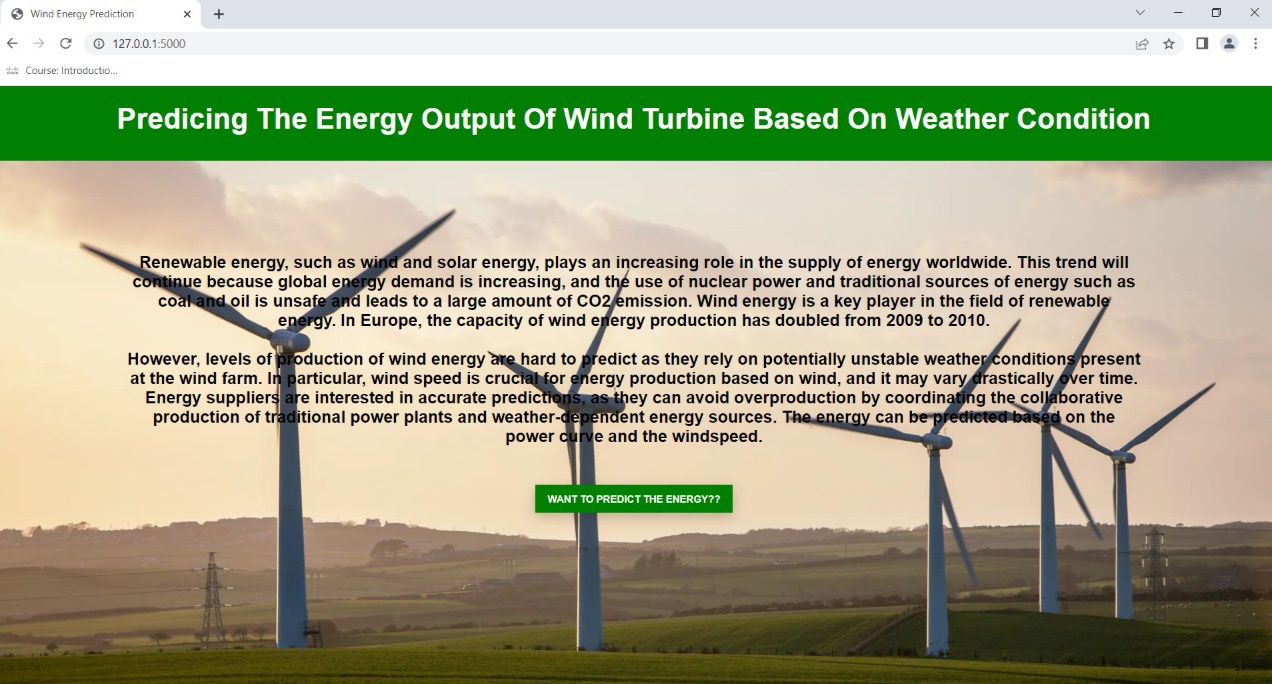 Wind Energy Prediction
127.0.0.1:5000
Course: Introductio...
Predicing The Energy Output Of Wind Turbine Based On Weather Condition
Renewable energy, such as wind and solar energy, plays an increasing role in the supply of energy worldwide. This trend will
continue because global energy demand is increasing, and the use of nuclear power and traditional sources of energy such as
coal and oil is unsafe and leads to a large amount of CO2 emission. Wind energy is a key player in the field of renewable
energy. In Europe, the capacity of wind energy production has doubled from 2009 to 2010.
However, levels of production of wind energy are hard to predict as they rely on potentially unstable weather conditions present
at the wind farm. In particular, wind speed is crucial for energy production based on wind, and it may vary drastically over time.
Energy suppliers are interested in accurate predictions, as they can avoid overproduction by coordinating the collaborative
production of traditional power plants and weather-dependent energy sources. The energy can be predicted based on the
power curve and the windspeed.
WANT TO PREDICT THE ENERGY??